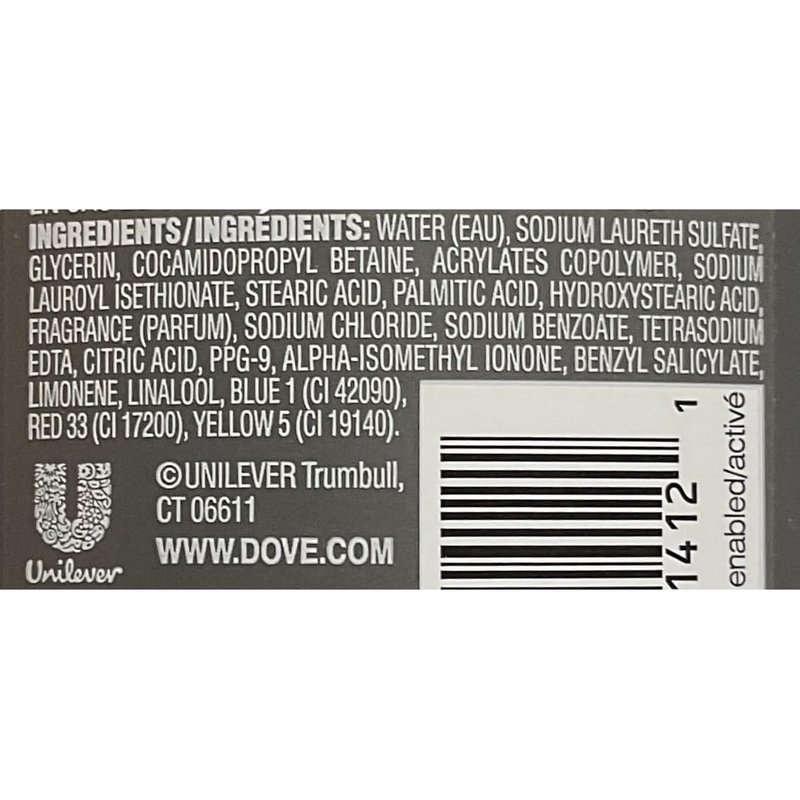 INGREDIENTS/INGRÉDIENTS: WATER (EAU), SODIUM LAURETH SULFATE,
GLYCERIN, COCAMIDOPROPYL BETAINE, ACRYLATES COPOLYMER, SODIUM
LAUROYL ISETHIONATE, STEARIC ACID, PALMITIC ACID, HYDROXYSTEARIC ACID,
FRAGRANCE (PARFUM), SODIUM CHLORIDE, SODIUM BENZOATE, TETRASODIUM
EDTA, CITRIC ACID, PPG-9, ALPHA-ISOMETHYL IONONE, BENZYL SALICYLATE,
LIMONENE, LINALOOL, BLUE 1 (CI 42090),
RED 33 (CI 17200), YELLOW 5 (CI 19140).
©UNILEVER Trumbull,
CT 06611
WWW.DOVE.COM
Unilever
1412 1
enabled/activé